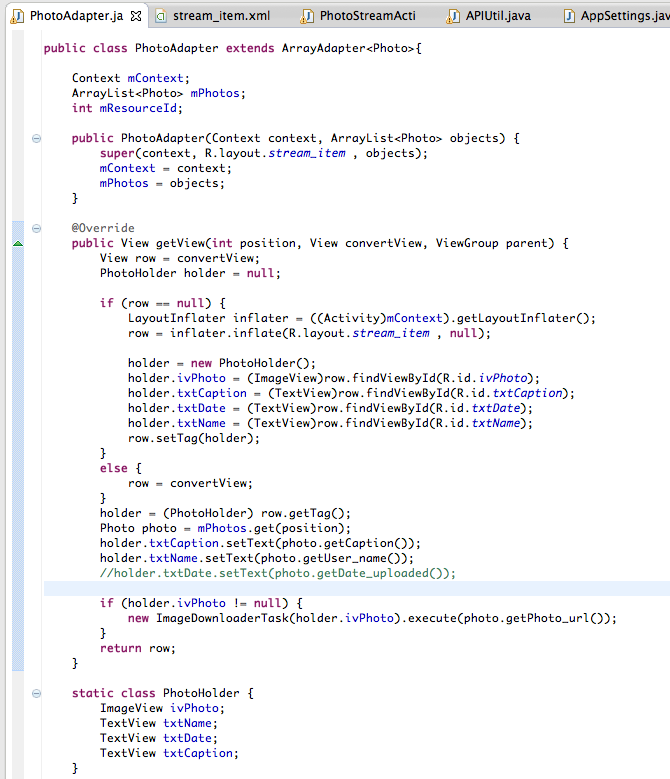 PhotoAdapter.ja stream_item.xml PhotoStreamActi APIUtil.java AppSettings.jav
public class PhotoAdapter extends ArrayAdapter<Photo>{
Context mContext;
ArrayList<Photo> mPhotos;
int mResourceId;
public PhotoAdapter(Context context, ArrayList<Photo> objects) {
super(context, R.layout.stream_item , objects);
mContext = context;
mPhotos = objects;
}
@Override
public View getView(int position, View convertView, ViewGroup parent) {
View row = convertView;
PhotoHolder holder = null;
if (row == null) {
LayoutInflater inflater = ((Activity)mContext).getLayoutInflater();
row = inflater.inflate(R.layout.stream_item , null);
holder = new PhotoHolder();
holder.ivPhoto = (ImageView)row.findViewById(R.id.ivPhoto);
holder.txtCaption = (TextView)row.findViewById(R.id.txtCaption);
holder.txtDate = (TextView)row.findViewById(R.id.txtDate);
holder.txtName = (TextView)row.findViewById(R.id.txtName);
row.setTag(holder);
}
else {
row = convertView;
}
holder = (PhotoHolder) row.getTag();
Photo photo = mPhotos.get(position);
holder.txtCaption.setText(photo.getCaption());
holder.txtName.setText(photo.getUser_name());
//holder.txtDate.setText(photo.getDate_uploaded());
if (holder.ivPhoto != null) {
new ImageDownloaderTask(holder.ivPhoto).execute(photo.getPhoto_url());
}
return row;
}
static class PhotoHolder {
ImageView ivPhoto;
TextView txtName;
TextView txtDate;
TextView txtCaption;
}